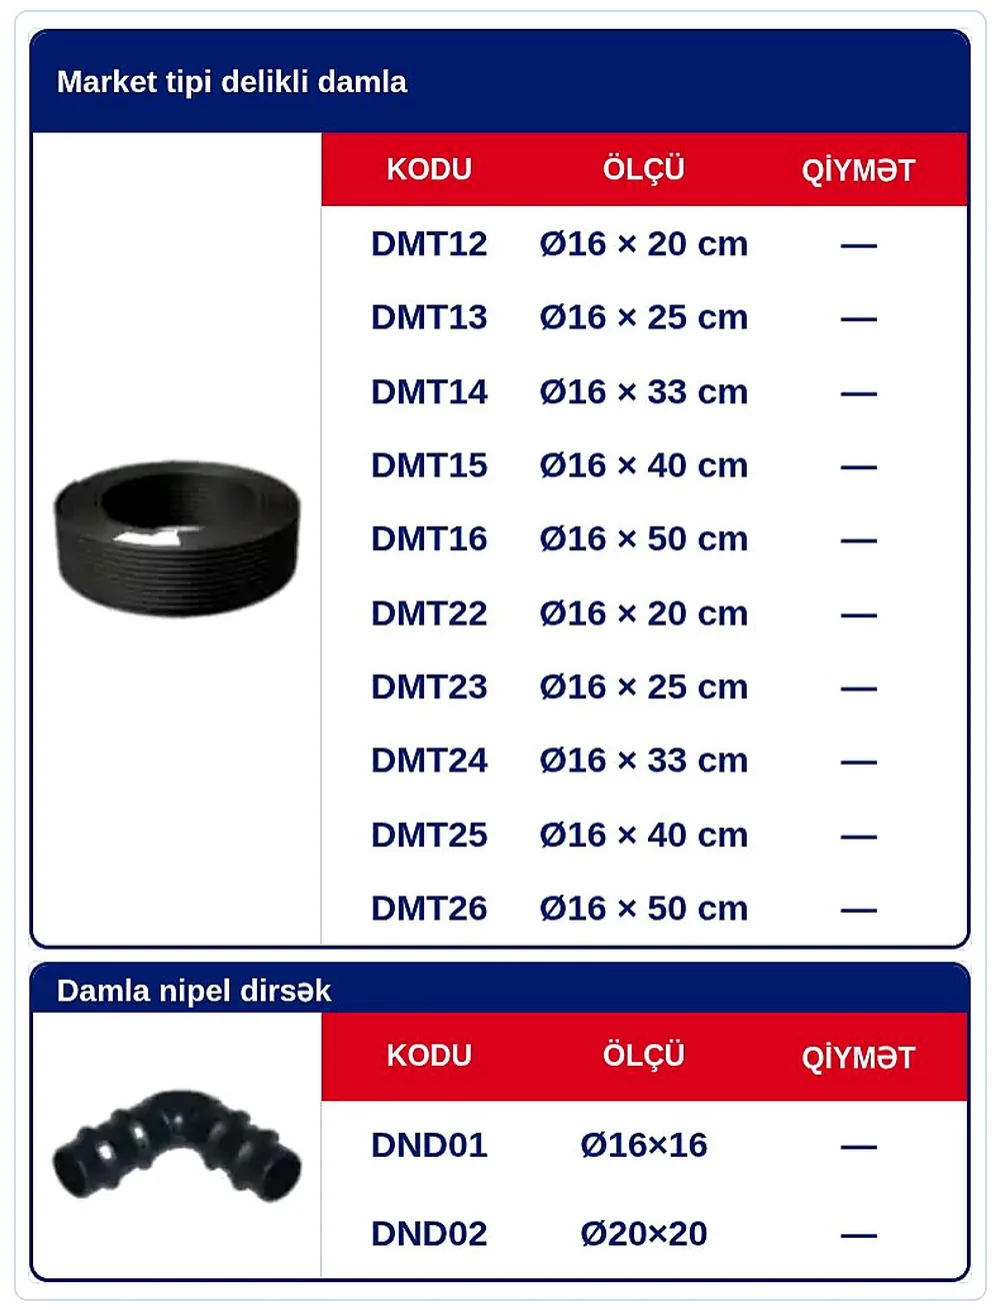 Market tipi delikli damla
KODU ÖLÇÜ QİYMƏT
DMT12 Ø16 × 20 cm —
DMT13 Ø16 × 25 cm —
DMT14 Ø16 × 33 cm —
DMT15 Ø16 × 40 cm —
DMT16 Ø16 × 50 cm —
DMT22 Ø16 × 20 cm —
DMT23 Ø16 × 25 cm —
DMT24 Ø16 × 33 cm —
DMT25 Ø16 × 40 cm —
DMT26 Ø16 × 50 cm —
Damla nipel dirsək
KODU ÖLÇÜ QİYMƏT
DND01 Ø16×16 —
DND02 Ø20×20 —